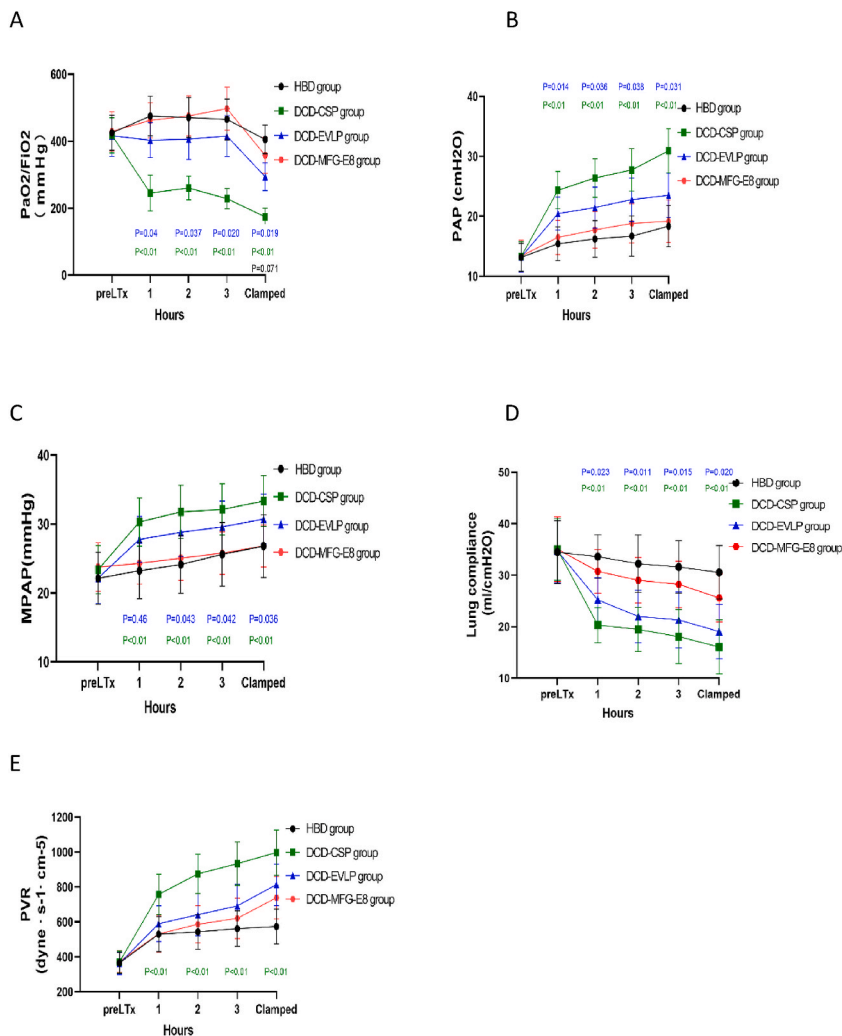 A
600
400
200
0
PaO2/FiO2
( mmHg)
HBD group
DCD-CSP group
DCD-EVLP group
DCD-MFG-E8 group
P=0.04 P=0.037 P=0.020 P=0.019
P<0.01 P<0.01 P<0.01 P<0.01
P=0.071
preLTx 1 2 3 Clamped
Hours
B
P=0.014 P=0.036 P=0.038 P=0.031
P<0.01 P<0.01 P<0.01 P<0.01
40
30
20
10
PAP (cmH2O)
HBD group
DCD-CSP group
DCD-EVLP group
DCD-MFG-E8 group
preLTx 1 2 3 Clamped
Hours
C
40
30
20
10
MPAP(mmHg)
HBD group
DCD-CSP group
DCD-EVLP group
DCD-MFG-E8 group
P=0.46 P=0.043 P=0.042 P=0.036
P<0.01 P<0.01 P<0.01 P<0.01
preLTx 1 2 3 Clamped
Hours
D
P=0.023 P=0.011 P=0.015 P=0.020
P<0.01 P<0.01 P<0.01 P<0.01
50
40
30
20
10
Lung compliance
(ml/cmH2O)
HBD group
DCD-CSP group
DCD-EVLP group
DCD-MFG-E8 group
preLTx 1 2 3 Clamped
Hours
E
1200
1000
800
600
400
200
PVR
(dyne · s-1· cm-5)
HBD group
DCD-CSP group
DCD-EVLP group
DCD-MFG-E8 group
P<0.01 P<0.01 P<0.01 P<0.01
preLTx 1 2 3 Clamped
Hours